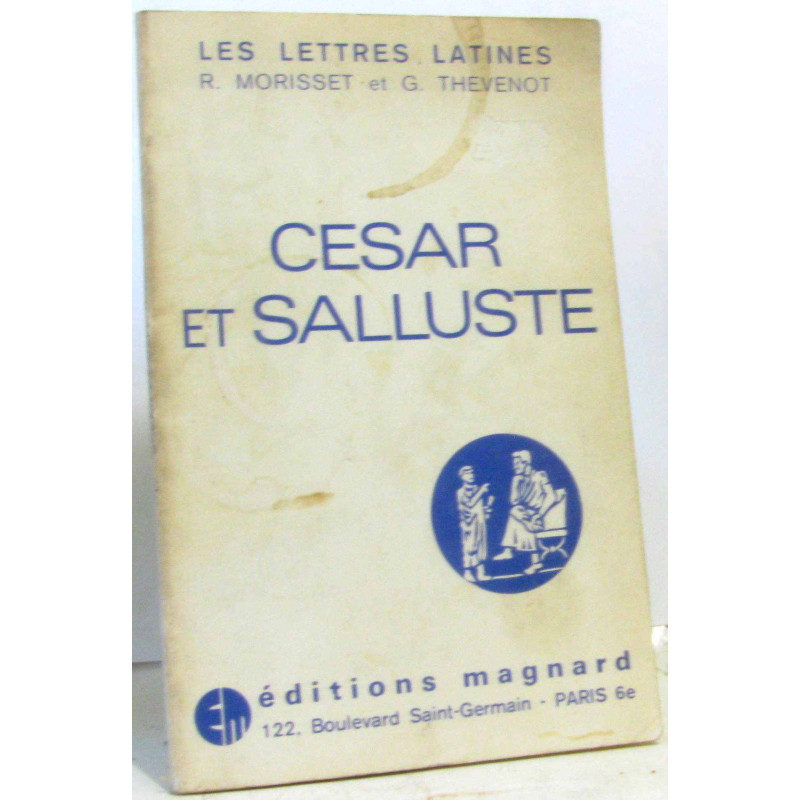 LES LETTRES LATINES
R. MORISSET et G. THEVENOT
CESAR
ET SALLUSTE
Em éditions magnard
122, Boulevard Saint-Germain - PARIS 6e